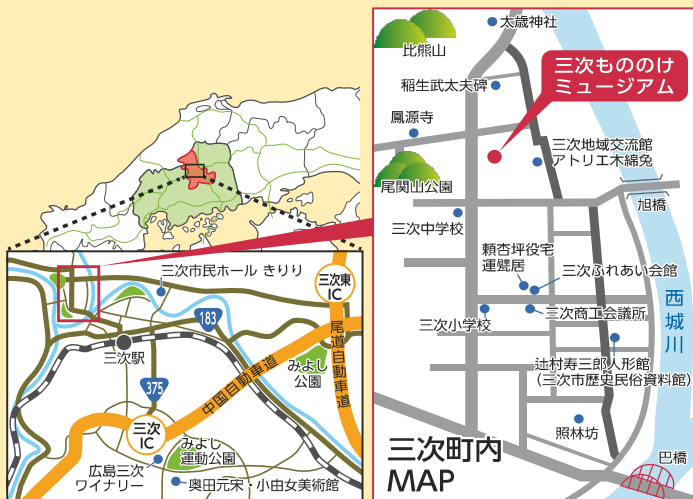 太歳神社
比熊山
三次もののけ
ミュージアム
稲生武太夫碑
鳳源寺
三次地域交流館
アトリエ木綿兎
尾関山公園
旭橋
三次中学校
頼杏坪役宅
運甓居
三次ふれあい会館
西城川
三次商工会議所
三次小学校
辻村寿三郎人形館
（三次市歴史民俗資料館）
照林坊
三次町内
MAP
巴橋
三次市民ホール きりり
三次東
IC
183
尾道自動車道
三次駅
みよし
公園
中国自動車道
375
三次
IC
みよし
運動公園
広島三次
ワイナリー
奥田元宋・小由女美術館